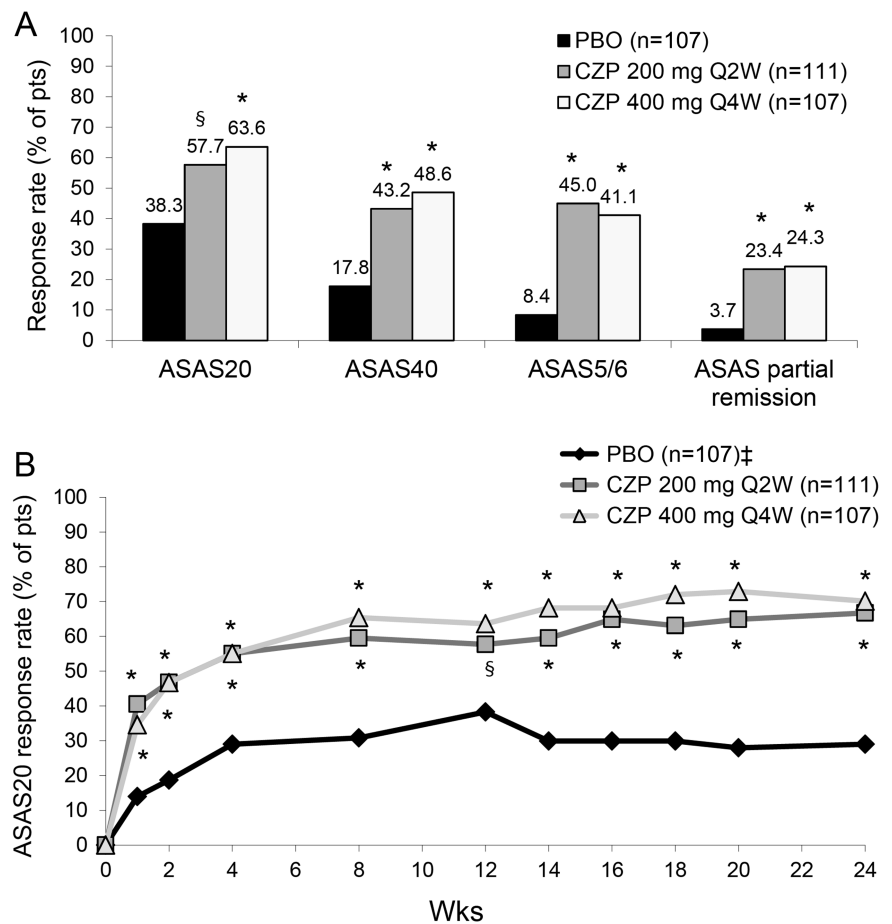 A
Response rate (% of pts)
100
90
80
70
60
50
40
30
20
10
0
PBO (n=107)
CZP 200 mg Q2W (n=111)
CZP 400 mg Q4W (n=107)
38.3
§
57.7
*
63.6
17.8
*
43.2
*
48.6
8.4
*
45.0
*
41.1
3.7
*
23.4
*
24.3
ASAS20
ASAS40
ASAS5/6
ASAS partial
remission
B
PBO (n=107)‡
CZP 200 mg Q2W (n=111)
CZP 400 mg Q4W (n=107)
ASAS20 response rate (% of pts)
100
90
80
70
60
50
40
30
20
10
0
* * * * * * * * * *
* * * * § * * * * *
0 2 4 6 8 10 12 14 16 18 20 22 24
Wks